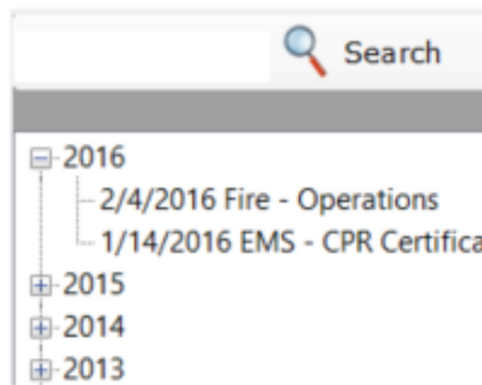 Search
2016
2/4/2016 Fire - Operations
1/14/2016 EMS - CPR Certifica
2015
2014
2013